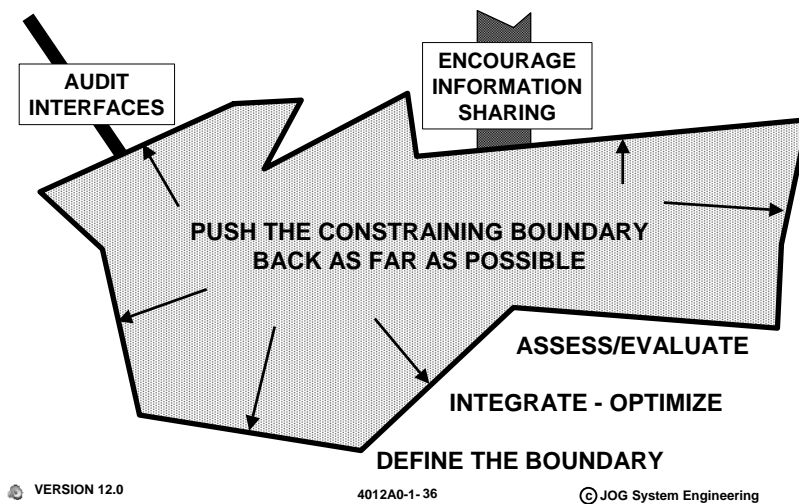 AUDIT
INTERFACES
ENCOURAGE
INFORMATION
SHARING
PUSH THE CONSTRAINING BOUNDARY
BACK AS FAR AS POSSIBLE
ASSESS/EVALUATE
INTEGRATE - OPTIMIZE
DEFINE THE BOUNDARY
VERSION 12.0
4012A0-1- 36
© JOG System Engineering